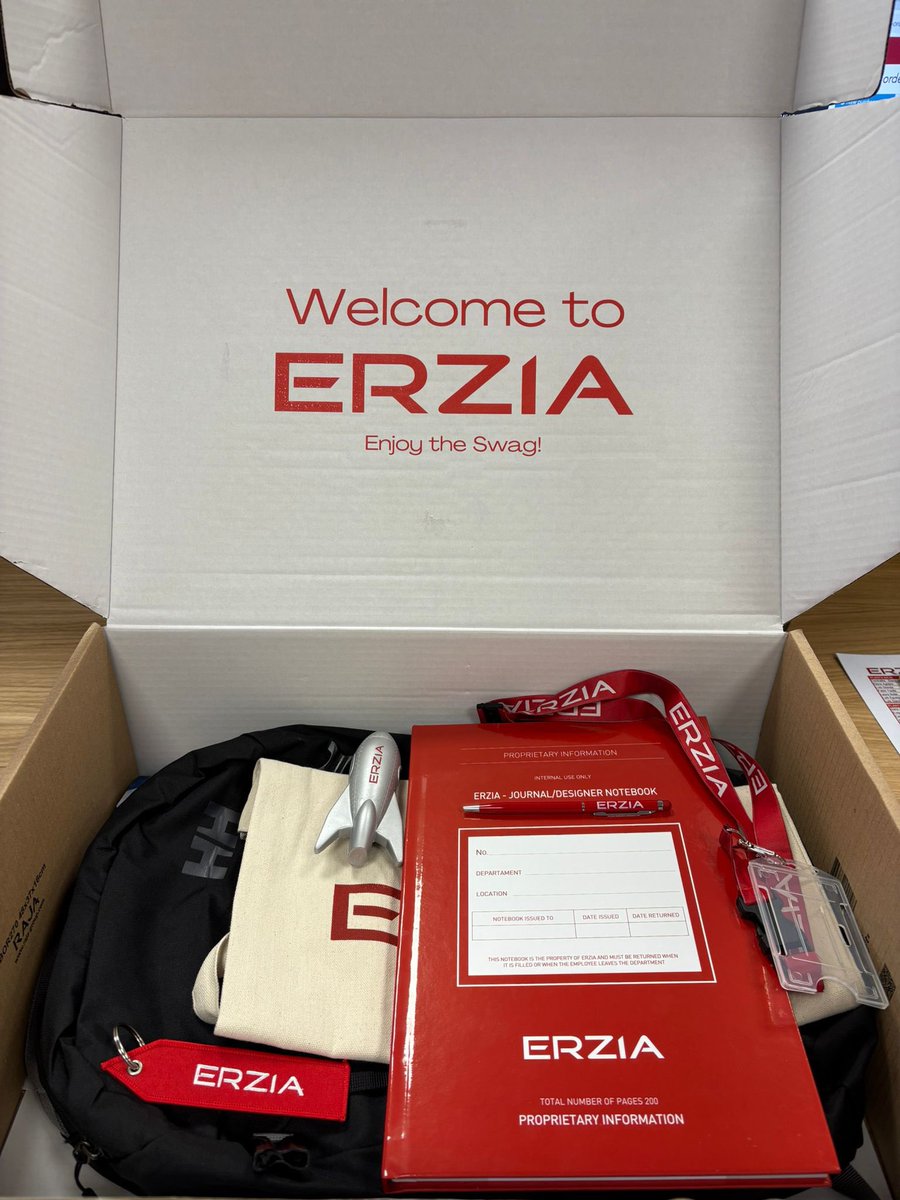 Welcome to
ERZIA
Enjoy the Swag!
ERZIA
ERZIA
ERZIA
HH
E
PROPRIETARY INFORMATION
INTERNAL USE ONLY
ERZIA - JOURNAL/DESIGNER NOTEBOOK
ERZIA
No.
DEPARTAMENT
LOCATION
NOTEBOOK ISSUED TO
DATE ISSUED
DATE RETURNED
THIS NOTEBOOK IS THE PROPERTY OF ERZIA AND MUST BE RETURNED WHEN
IT IS FILLED OR WHEN THE EMPLOYEE LEAVES THE DEPARTMENT
ERZIA
TOTAL NUMBER OF PAGES 200
PROPRIETARY INFORMATION
ERZIA
RAJA